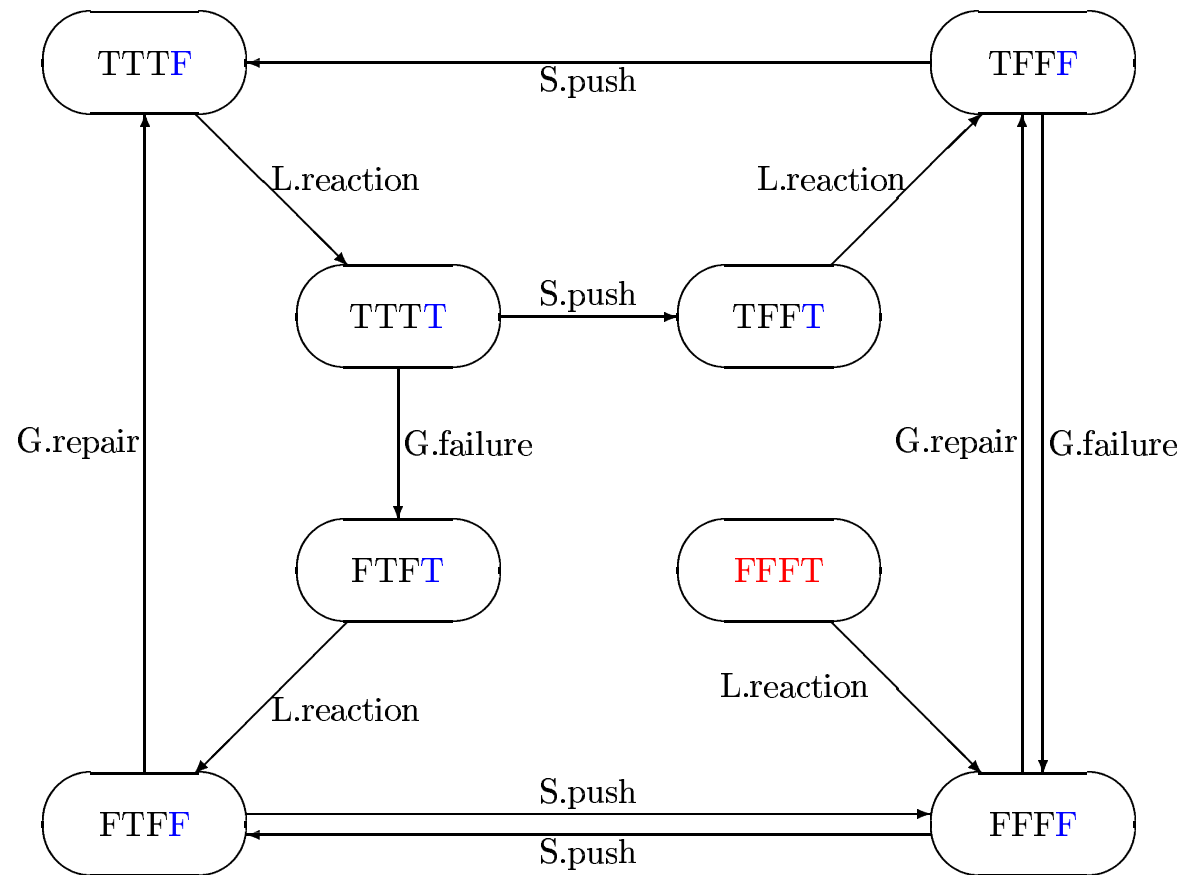 TTTF
TFFF
S.push
L.reaction
L.reaction
S.push
TTTT
TFFT
G.repair
G.failure
G.repair
G.failure
FTFT
FFFT
L.reaction
L.reaction
S.push
FTFF
FFFF
S.push